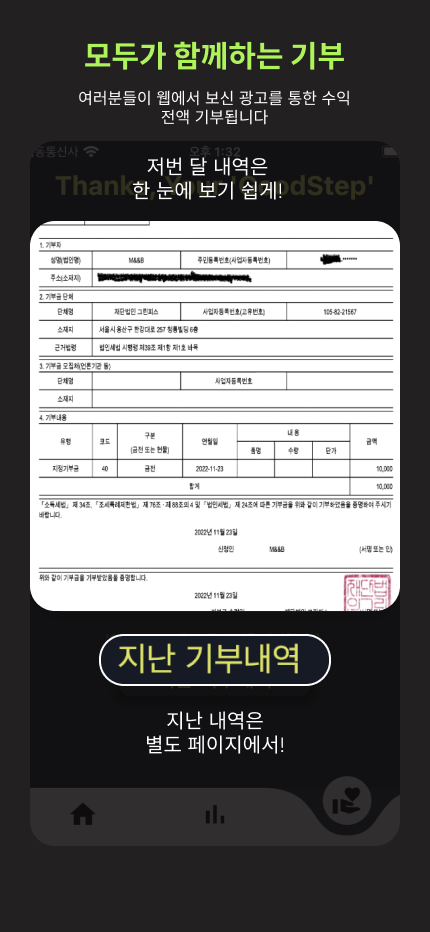 모두가 함께하는 기부
여러분들이 웹에서 보신 광고를 통한 수익
전액 기부됩니다
동통신사 오후 1:32
저번 달 내역은
Thanks, Your 'GoodStep'
한 눈에 보기 쉽게!
1. 기부자
성명(법인명) M&&B 주민등록번호(사업자등록번호) -*******
주소(소재지)
2. 기부금 단체
단체명 재단법인 그린피스 사업자등록번호(고유번호) 105-82-21567
소재지 서울시 용산구 한강대로 257 청룡빌딩 6층
근거법령 법인세법 시행령 제39조 제1항 제1호 바목
3. 기부금 모집처(언론기관 등)
단체명 사업자등록번호
소재지
4. 기부내용
유형 코드 구분 (금전 또는 현물) 연월일 내 용 금액
품명 수량 단가
지정기부금 40 금전 2022-11-23 10,000
합계 10,000
「소득세법」 제 34조, 「조세특례제한법」 제 76조ㆍ제 88조의 4 및 「법인세법」 제 24조에 따른 기부금을 위와 같이 기부하였음을 증명하여 주시기
바랍니다.
2022년 11월 23일
신청인 M&&B (서명 또는 인)
위와 같이 기부금을 기부받았음을 증명합니다.
2022년 11월 23일
지난 기부내역
지난 내역은
별도 페이지에서!